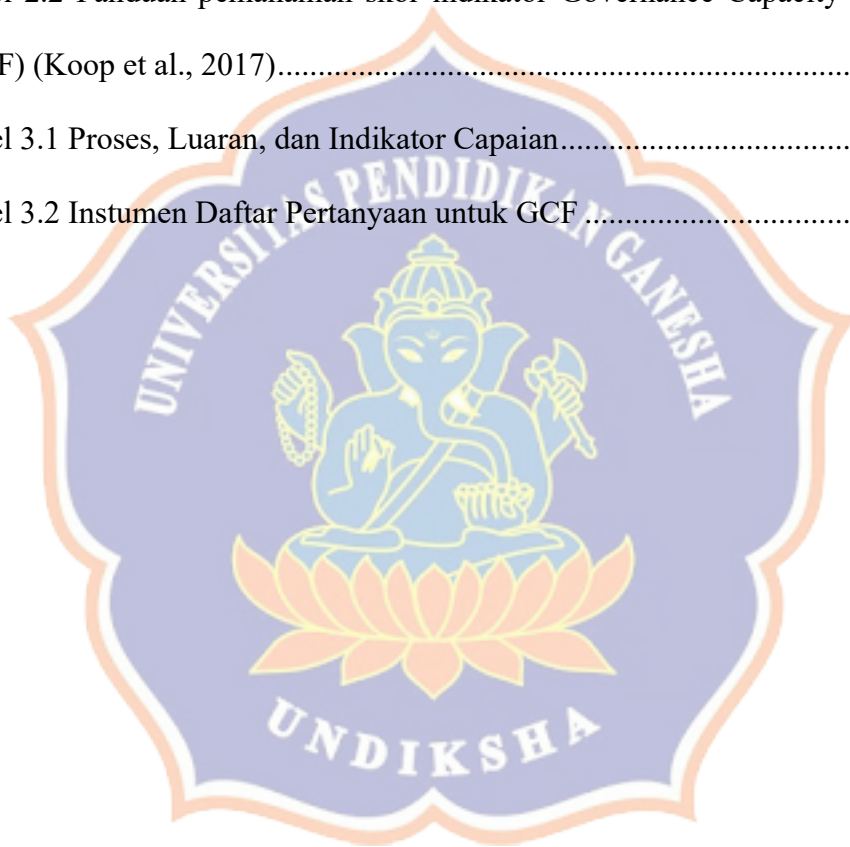 2.2 Panduan pemahaman skor indikator Governance Capacity
F) (Koop et al., 2017)..........................................................................
el 3.1 Proses, Luaran, dan Indikator Capaian.....................................
el 3.2 Instumen Daftar Pertanyaan untuk GCF ..................................
UNIVERSITAS PENDIDIKAN GANESHA
UNDIKSHA